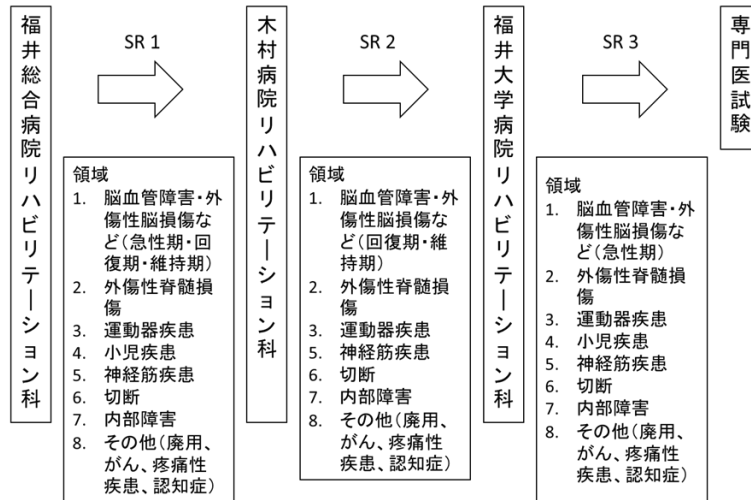 福井総合病院リハビリテーション科
SR 1
領域
1. 脳血管障害・外
傷性脳損傷など
ど(急性期・回
復期・維持期)
2. 外傷性脊髄損
傷
3. 運動器疾患
4. 小児疾患
5. 神経筋疾患
6. 切断
7. 内部障害
8. その他(廃用、
がん、疼痛性
疾患、認知症)
木村病院リハビリテーション科
SR 2
領域
1. 脳血管障害・外
傷性脳損傷な
ど(回復期・維
持期)
2. 外傷性脊髄損
傷
3. 運動器疾患
5. 神経筋疾患
6. 切断
7. 内部障害
8. その他(廃用、
がん、疼痛性
疾患、認知症)
福井大学病院リハビリテーション科
SR 3
領域
1. 脳血管障害・外
傷性脳損傷な
ど(急性期)
2. 外傷性脊髄損
傷
3. 運動器疾患
4. 小児疾患
5. 神経筋疾患
6. 切断
7. 内部障害
8. その他(廃用、
がん、疼痛性
疾患、認知症)
専門医試験